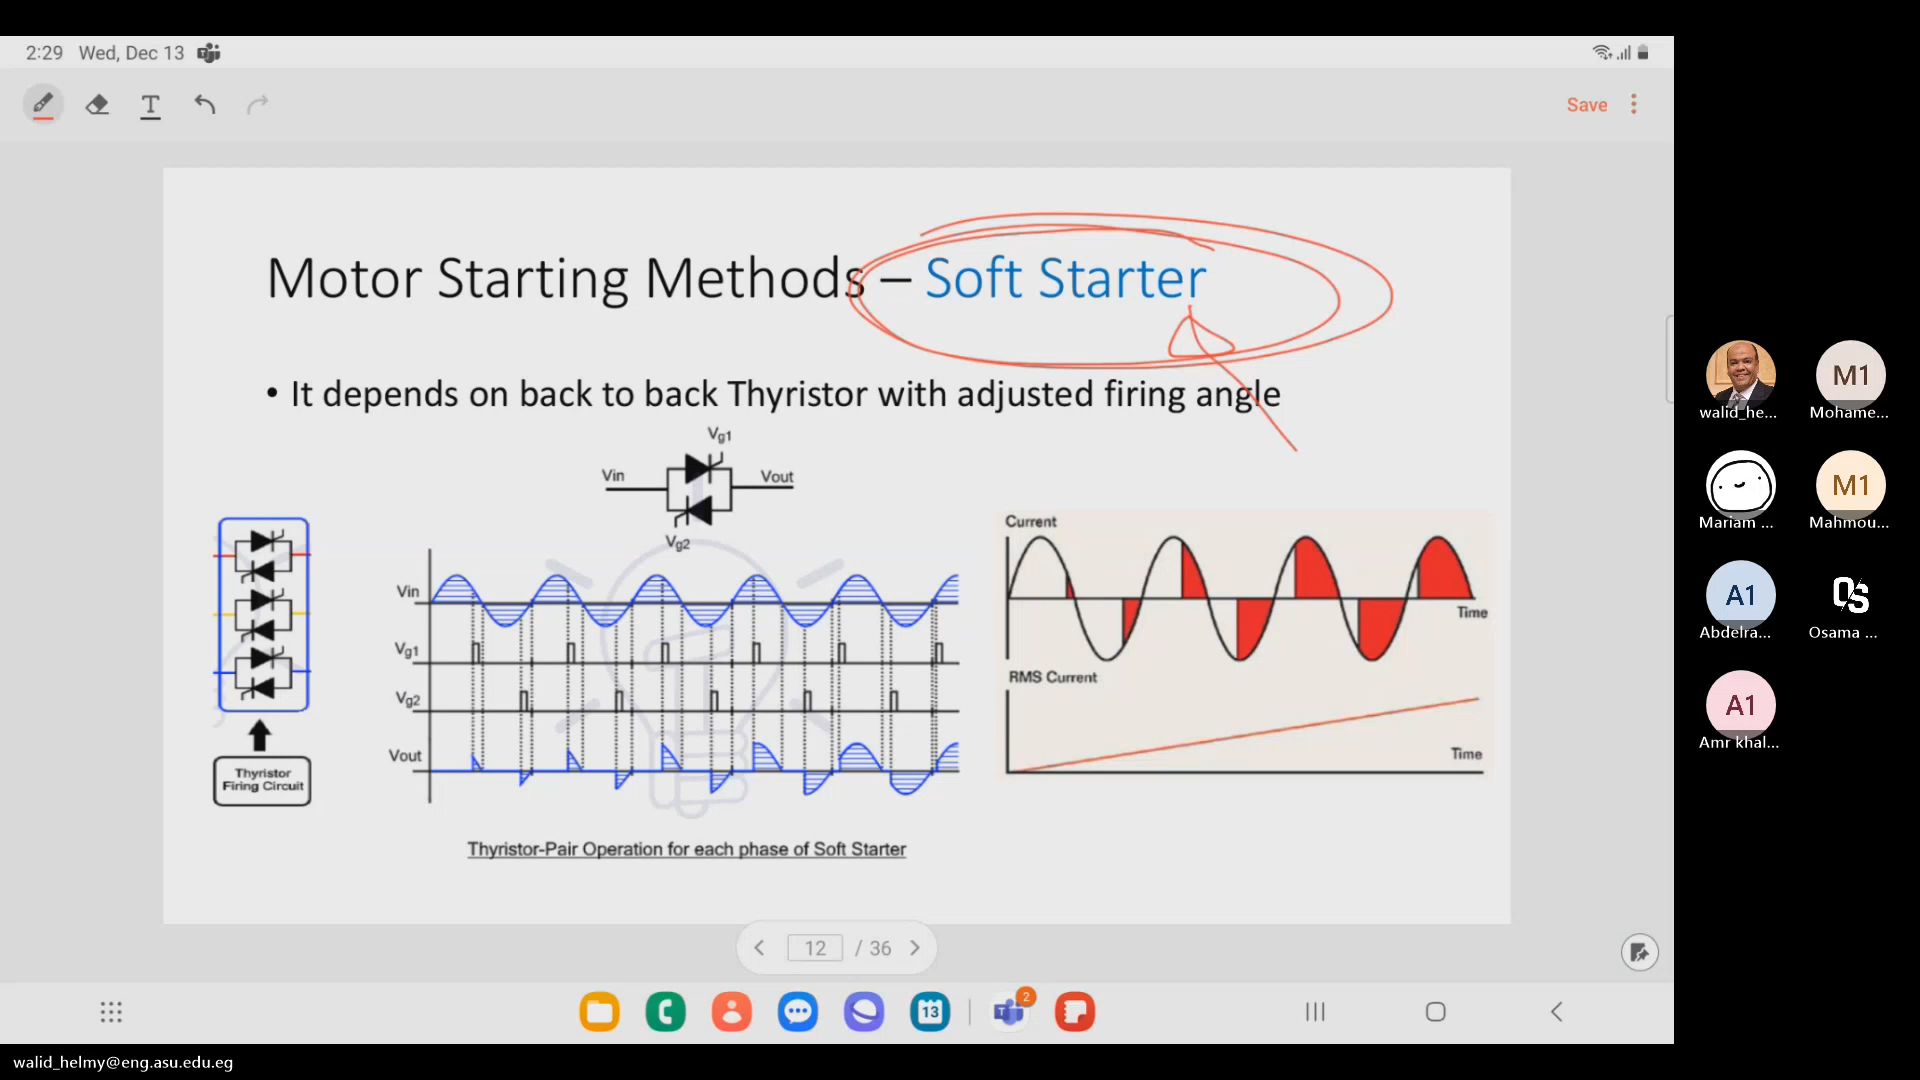 2:29 Wed, Dec 13
T
Save
Motor Starting Methods – Soft Starter
• It depends on back to back Thyristor with adjusted firing angle
Vg1
Vin
Vout
Vg2
Thyristor
Firing Circuit
Vin
Vg1
Vg2
Vout
Thyristor-Pair Operation for each phase of Soft Starter
Current
Time
RMS Current
Time
12 / 36
13
2
walid_he...
M1
Mohame...
Mariam ...
M1
Mahmou...
A1
Abdelra...
OS
Osama ...
A1
Amr khal...
walid_helmy@eng.asu.edu.eg